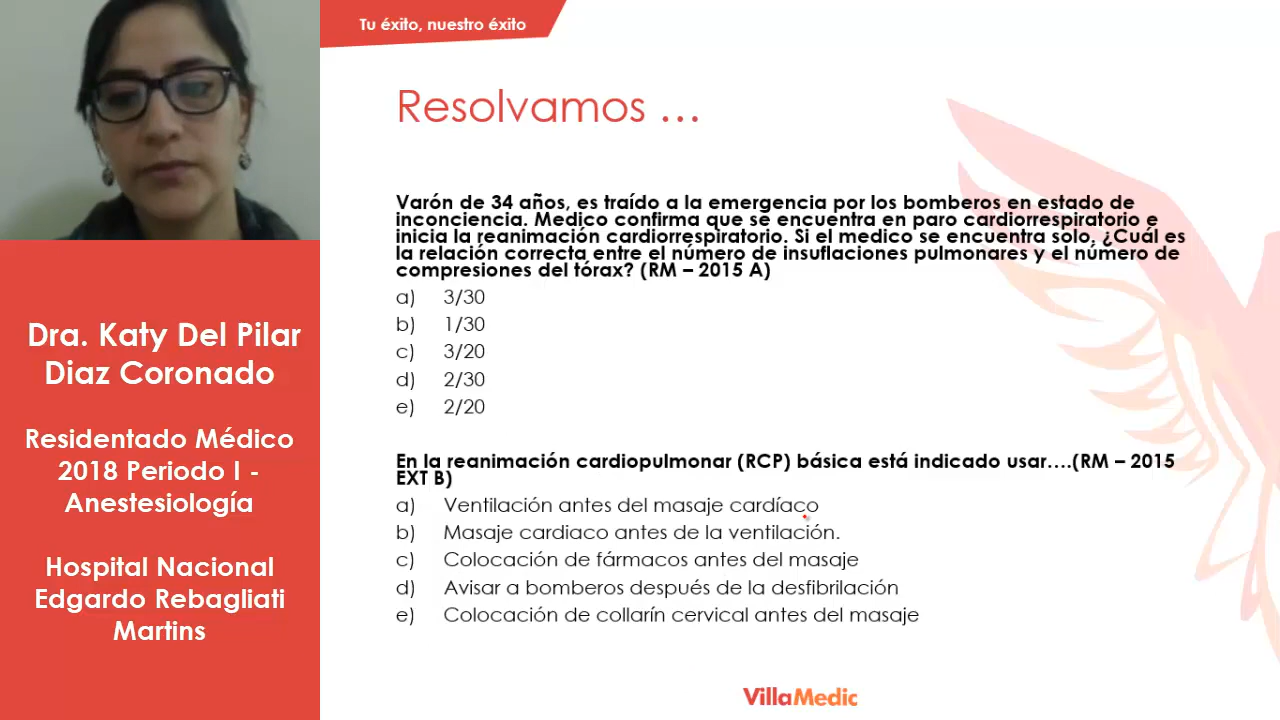 Tu éxito, nuestro éxito
Resolvamos ...
Varón de 34 años, es traído a la emergencia por los bomberos en estado de
inconciencia. Medico confirma que se encuentra en paro cardiorrespiratorio e
inicia la reanimación cardiorrespiratorio. Si el medico se encuentra solo, ¿Cuál es
la relación correcta entre el número de insuflaciones pulmonares y el número de
compresiones del tórax? (RM – 2015 A)
a) 3/30
b) 1/30
c) 3/20
d) 2/30
e) 2/20
En la reanimación cardiopulmonar (RCP) básica está indicado usar....(RM – 2015
EXT B)
a) Ventilación antes del masaje cardíaco
b) Masaje cardiaco antes de la ventilación.
c) Colocación de fármacos antes del masaje
d) Avisar a bomberos después de la desfibrilación
e) Colocación de collarín cervical antes del masaje
Dra. Katy Del Pilar
Diaz Coronado
Residentado Médico
2018 Periodo I -
Anestesiología
Hospital Nacional
Edgardo Rebagliati
Martins
VillaMedic